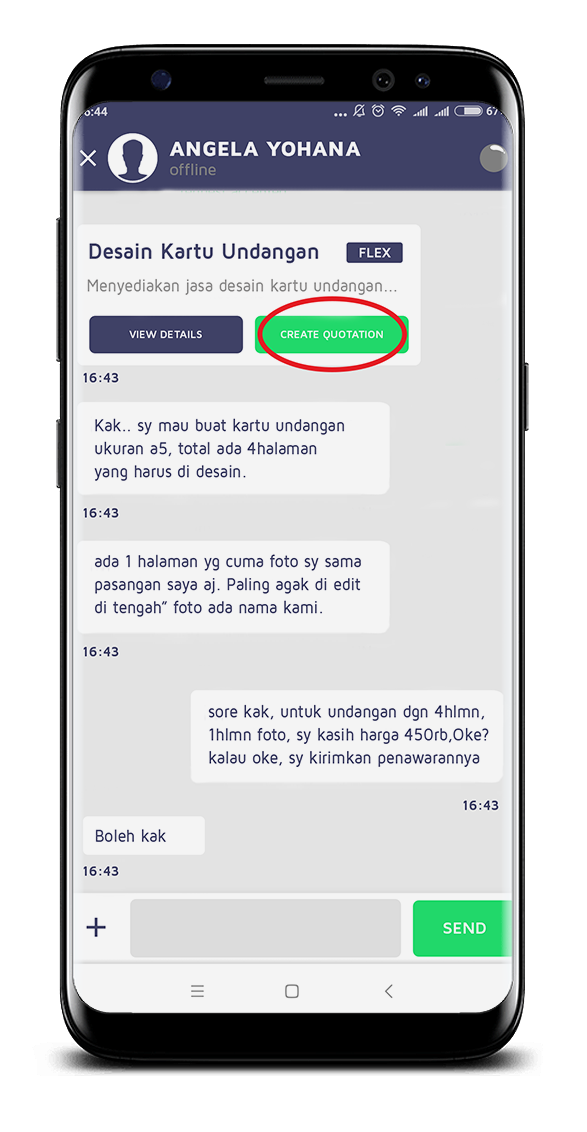 6:44
... 67
ANGELA YOHANA
offline
Desain Kartu Undangan FLEX
Menyediakan jasa desain kartu undangan...
VIEW DETAILS CREATE QUOTATION
16:43
Kak.. sy mau buat kartu undangan
ukuran a5, total ada 4halaman
yang harus di desain.
16:43
ada 1 halaman yg cuma foto sy sama
pasangan saya aj. Paling agak di edit
di tengah” foto ada nama kami.
16:43
sore kak, untuk undangan dgn 4hlmn,
1hlmn foto, sy kasih harga 450rb,Oke?
kalau oke, sy kirimkan penawarannya
16:43
Boleh kak
16:43
+ SEND